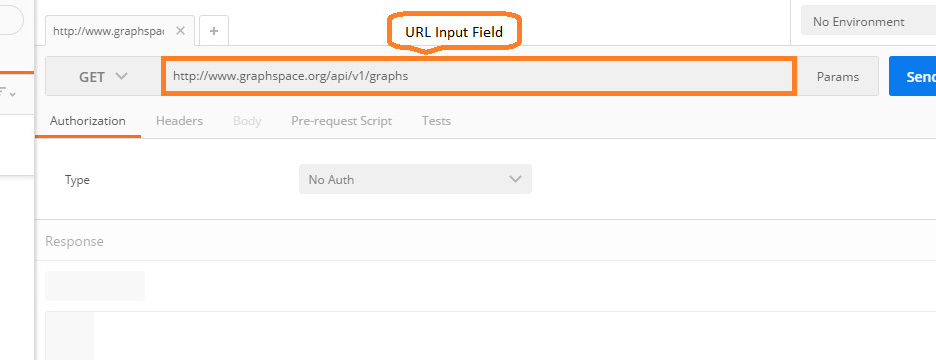 http://www.graphspac
URL Input Field
No Environment
GET
http://www.graphspace.org/api/v1/graphs
Params
Send
Authorization Headers Body Pre-request Script Tests
Type
No Auth
Response